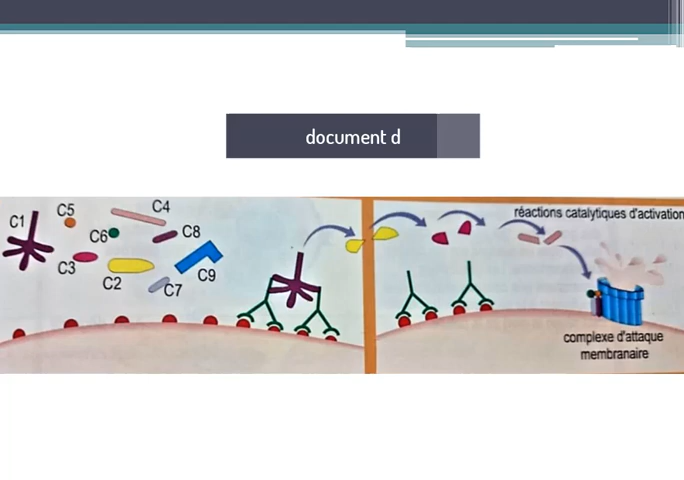 document d
C1
C5
C4
C6
C8
C3
C2
C7
C9
réactions catalytiques d'activation
complexe d'attaque
membranaire